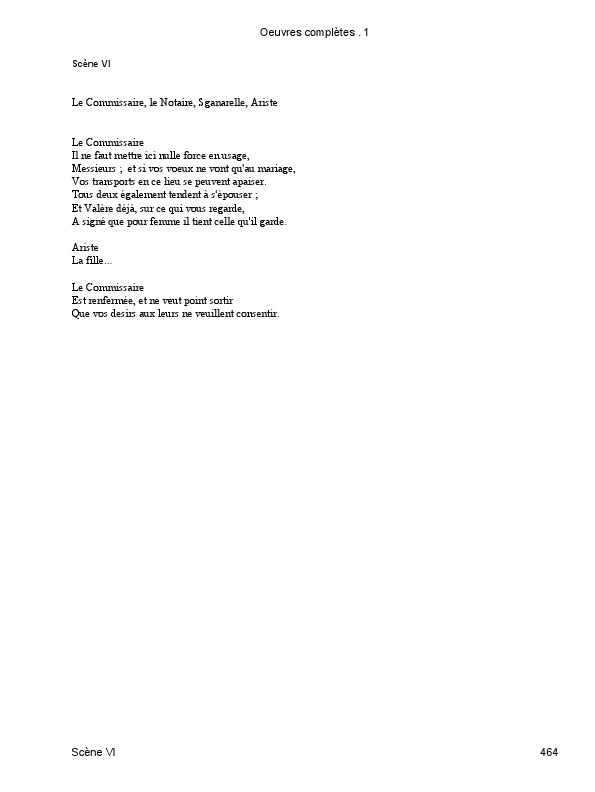 Oeuvres complètes . 1
Scène VI
Le Commissaire, le Notaire, Sganarelle, Ariste
Le Commissaire
Il ne faut mettre ici nulle force en usage,
Messieurs ; et si vos voeux ne vont qu'au mariage,
Vos transports en ce lieu se peuvent apaiser.
Tous deux également tendent à s'épouser ;
Et Valère déjà, sur ce qui vous regarde,
A signé que pour femme il tient celle qu'il garde.
Ariste
La fille...
Le Commissaire
Est renfermée, et ne veut point sortir
Que vos desirs aux leurs ne veuillent consentir.
Scène VI
464